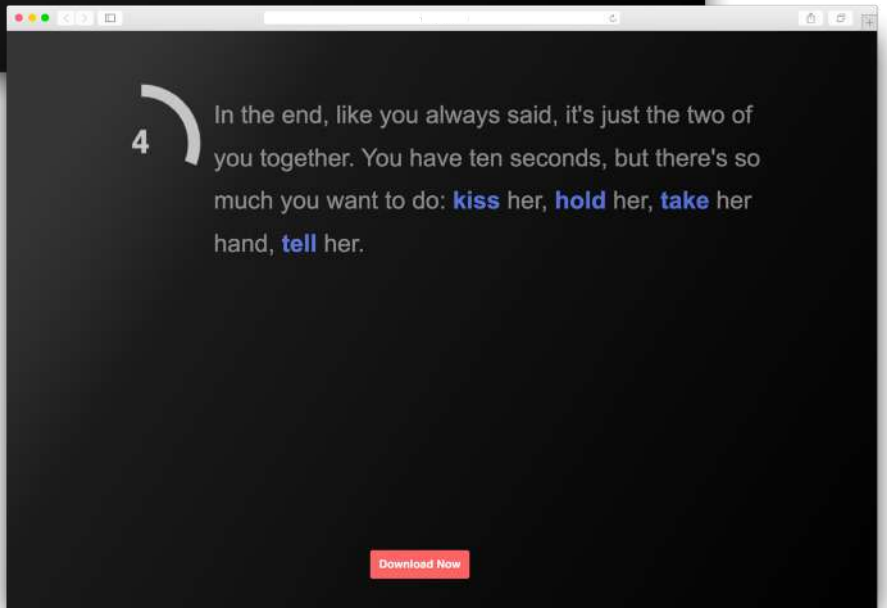 4
In the end, like you always said, it's just the two of
you together. You have ten seconds, but there's so
much you want to do: kiss her, hold her, take her
hand, tell her.
Download Now